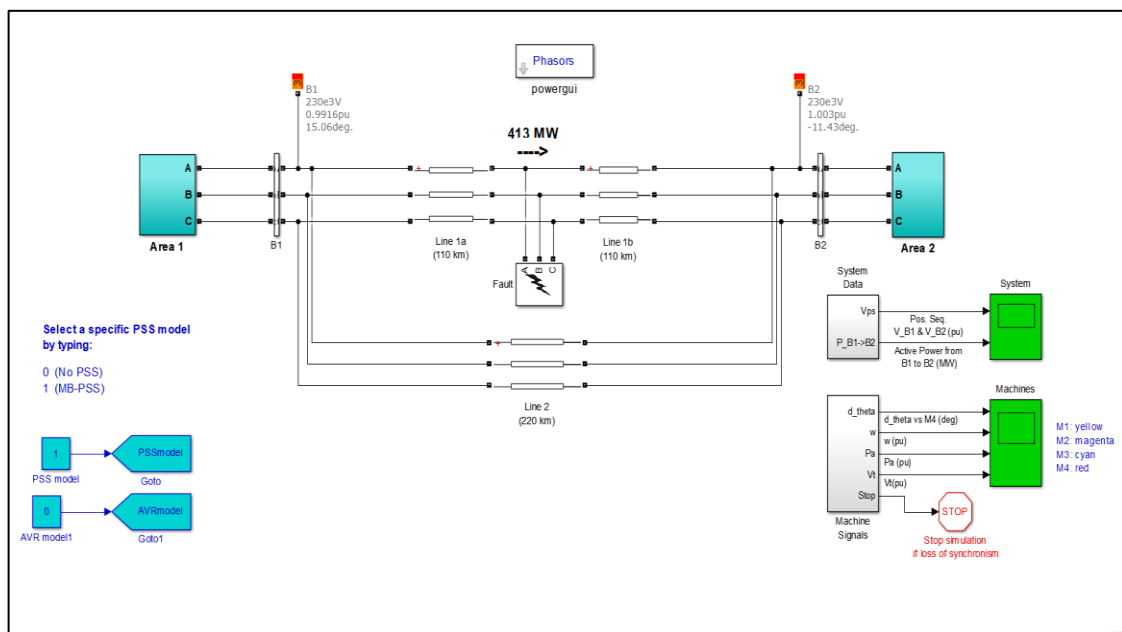 Phasors
powergui
B1
230e3V
0.9916pu
15.06deg.
B2
230e3V
1.003pu
-11.43deg.
413 MW
---->
A
B
C
Area 1
B1
Line 1a
(110 km)
Line 1b
(110 km)
A
B
C
Fault
B2
A
B
C
Area 2
Line 2
(220 km)
Select a specific PSS model
by typing:
0 (No PSS)
1 (MB-PSS)
1
PSS model
PSSmodel
Goto
0
AVR model1
AVRmodel
Goto1
System
Data
Vps
P_B1->B2
Pos. Seq.
V_B1 & V_B2 (pu)
Active Power from
B1 to B2 (MW)
System
d_theta
w
Pa
Vt
Stop
Machine
Signals
d_theta vs M4 (deg)
w (pu)
Pa (pu)
Vt(pu)
Machines
M1: yellow
M2: magenta
M3: cyan
M4: red
STOP
Stop simulation
if loss of synchronism